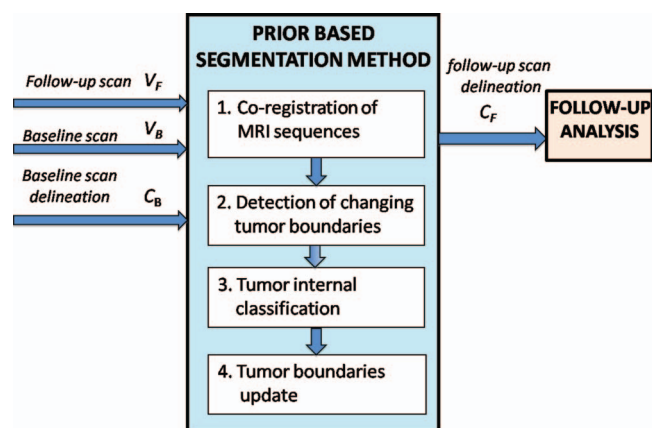 PRIOR BASED
SEGMENTATION METHOD
Follow-up scan V_F
Baseline scan V_B
Baseline scan
delineation C_B
1. Co-registration of
MRI sequences
2. Detection of changing
tumor boundaries
3. Tumor internal
classification
4. Tumor boundaries
update
follow-up scan
delineation
C_F
FOLLOW-UP
ANALYSIS